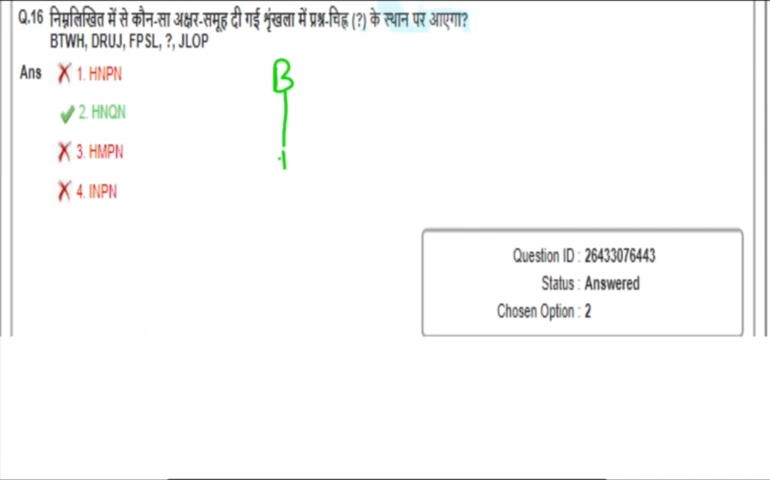 Q.16 निम्नलिखित में से कौन-सा अक्षर-समूह दी गई शृंखला में प्रश्न-चिह्न (?) के स्थान पर आएगा?
BTWH, DRUJ, FPSL, ?, JLOP
Ans 1. HNPN
2. HNQN
3. HMPN
4. INPN
B
Question ID : 26433076443
Status : Answered
Chosen Option : 2